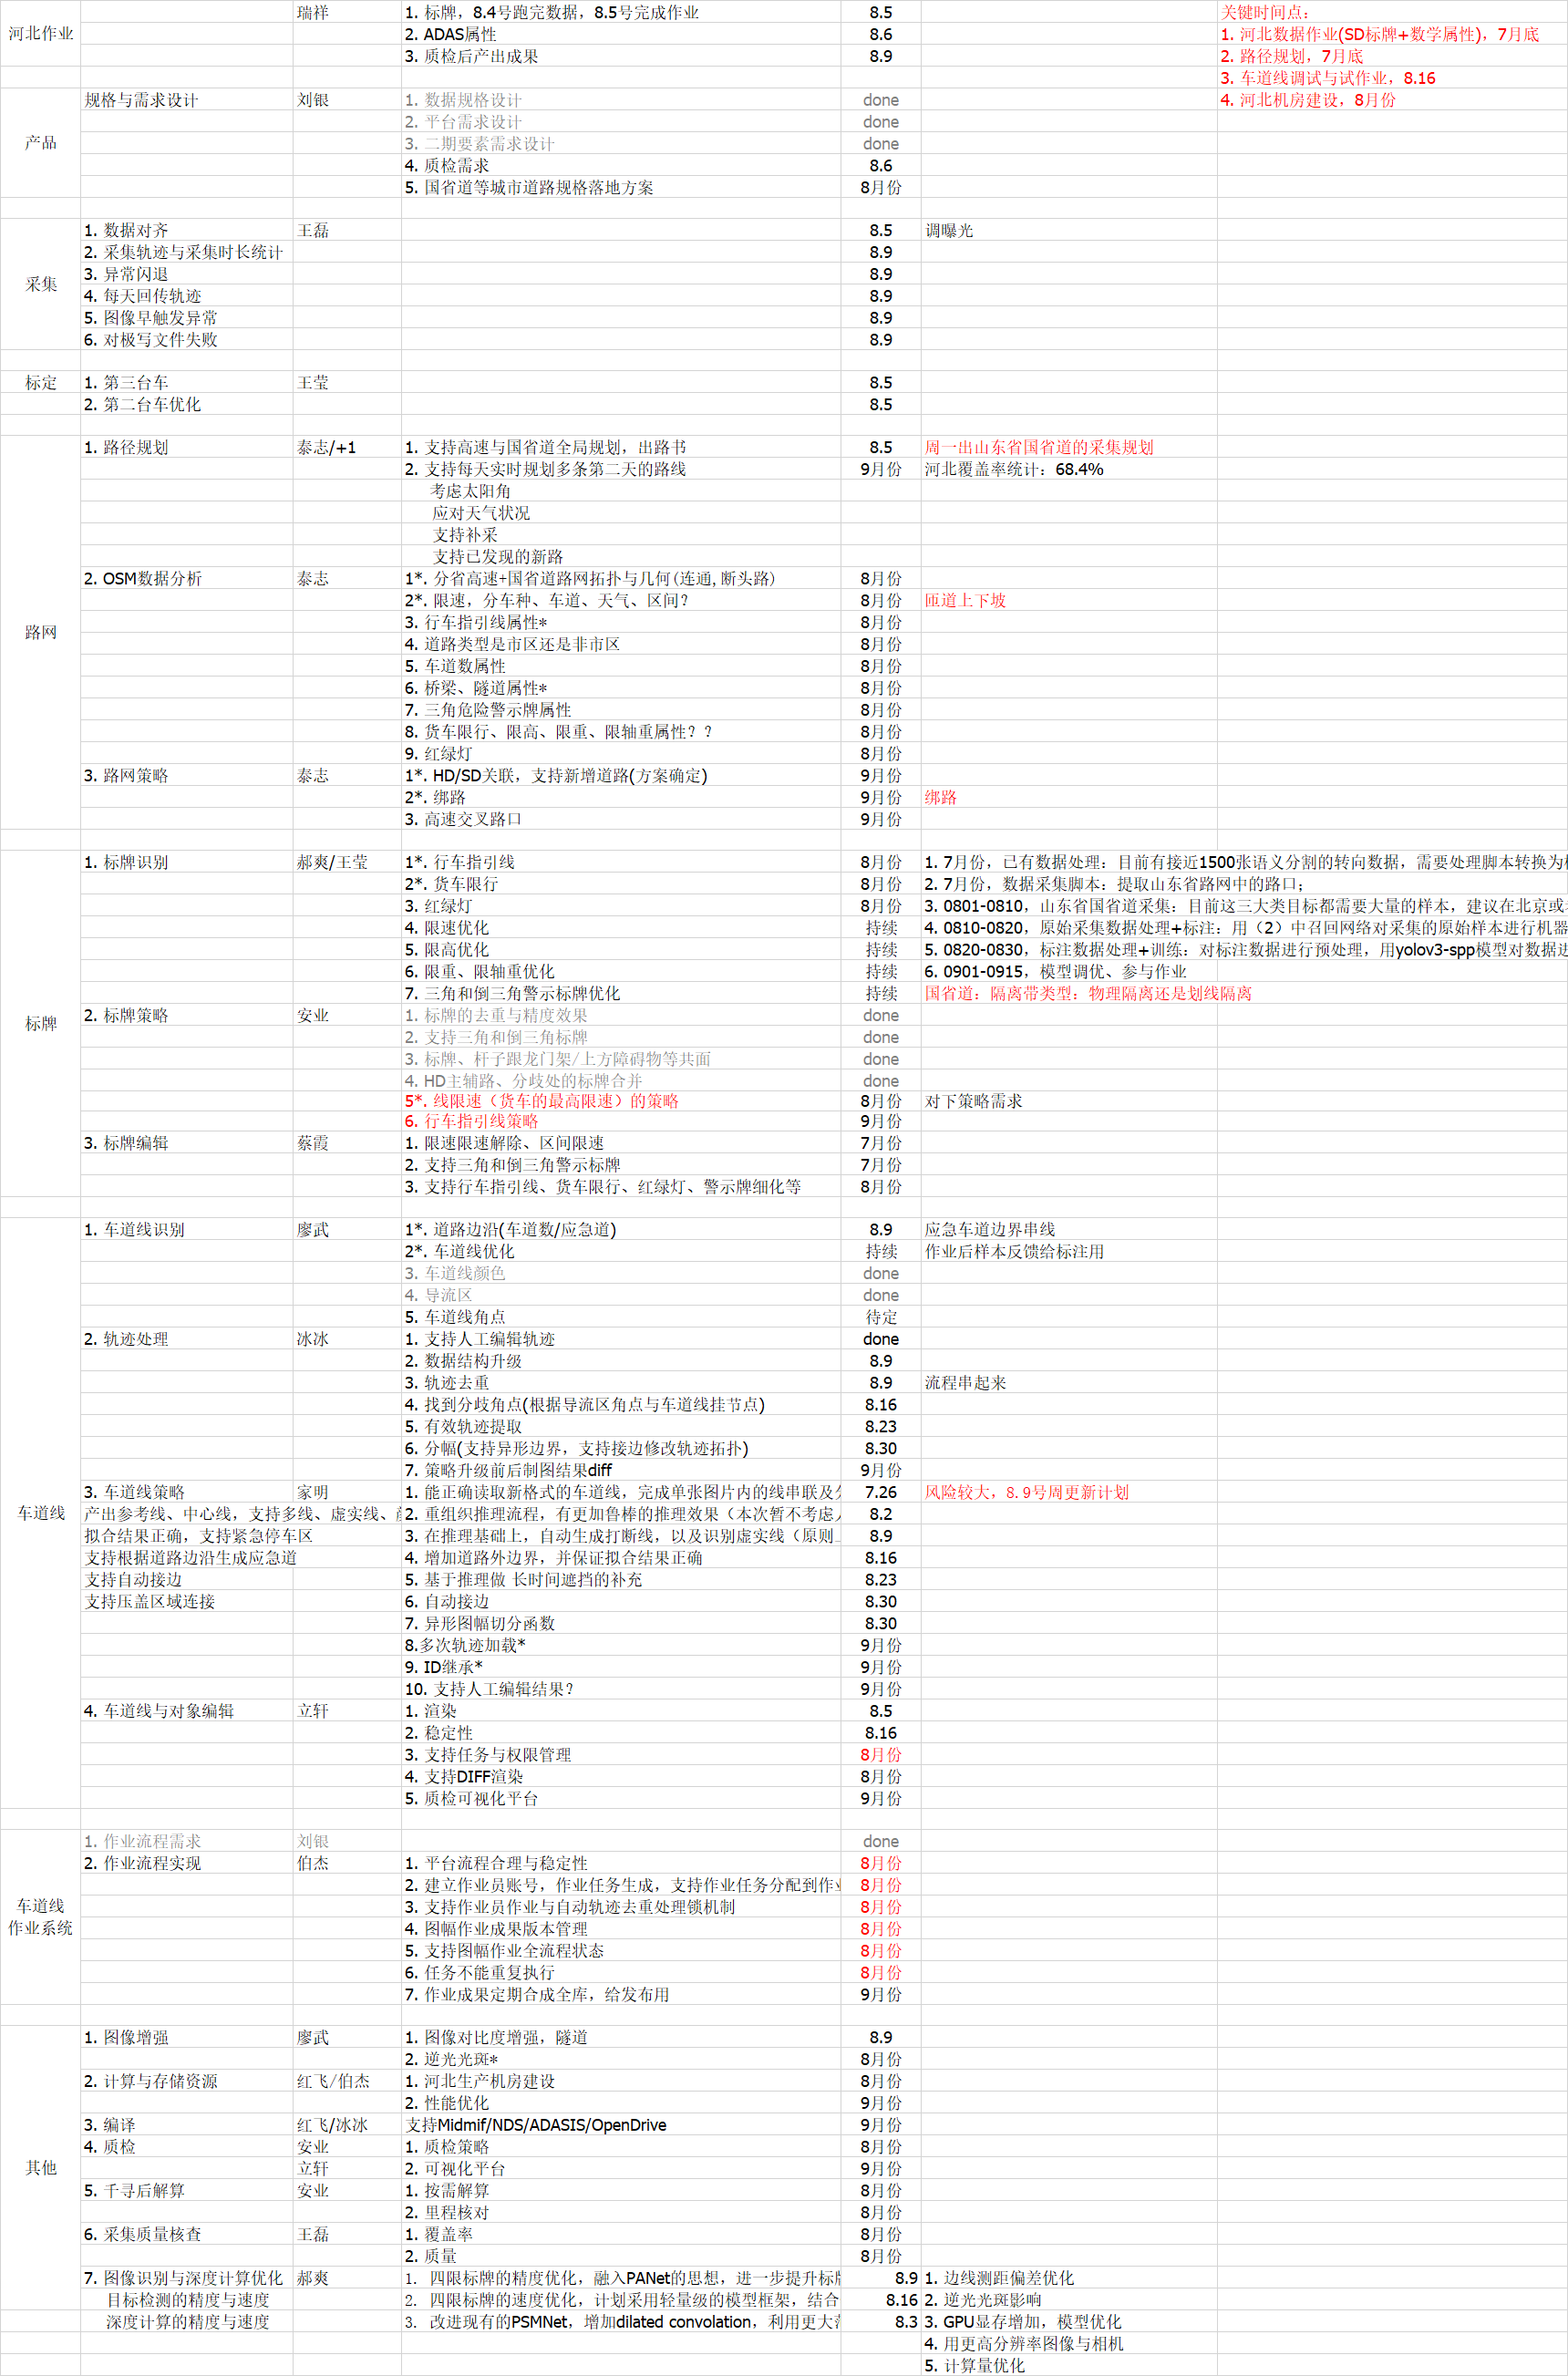 瑞祥 1. 标牌，8.4号跑完数据，8.5号完成作业 8.5 关键时间点：
河北作业 2. ADAS属性 8.6 1. 河北数据作业(SD标牌+数学属性)，7月底
3. 质检后产出成果 8.9 2. 路径规划，7月底
3. 车道线调试与试作业，8.16
规格与需求设计 刘银 1. 数据规格设计 done 4. 河北机房建设，8月份
2. 平台需求设计 done
产品 3. 二期要素需求设计 done
4. 质检需求 8.6
5. 国省道等城市道路规格落地方案 8月份
1. 数据对齐 王磊 8.5 调曝光
2. 采集轨迹与采集时长统计 8.9
采集 3. 异常闪退 8.9
4. 每天回传轨迹 8.9
5. 图像早触发异常 8.9
6. 对极写文件失败 8.9
标定 1. 第三台车 王莹 8.5
2. 第二台车优化 8.5
1. 路径规划 泰志/+1 1. 支持高速与国省道全局规划，出路书 8.5 周一出山东省国省道的采集规划
2. 支持每天实时规划多条第二天的路线 9月份 河北覆盖率统计：68.4%
考虑太阳角
应对天气状况
支持补采
支持已发现的新路
2. OSM数据分析 泰志 1*. 分省高速+国省道路网拓扑与几何(连通,断头路) 8月份
2*. 限速，分车种、车道、天气、区间？ 8月份 匝道上下坡
路网 3. 行车指引线属性* 8月份
4. 道路类型是市区还是非市区 8月份
5. 车道数属性 8月份
6. 桥梁、隧道属性* 8月份
7. 三角危险警示牌属性 8月份
8. 货车限行、限高、限重、限轴重属性？？ 8月份
9. 红绿灯 8月份
3. 路网策略 泰志 1*. HD/SD关联，支持新增道路(方案确定) 9月份
2*. 绑路 9月份 绑路
3. 高速交叉路口 9月份
1. 标牌识别 郝爽/王莹 1*. 行车指引线 8月份 1. 7月份，已有数据处理：目前有接近1500张语义分割的转向数据，需要处理脚本转换为
2*. 货车限行 8月份 2. 7月份，数据采集脚本：提取山东省路网中的路口；
3. 红绿灯 8月份 3. 0801-0810，山东省国省道采集：目前这三大类目标都需要大量的样本，建议在北京或
4. 限速优化 持续 4. 0810-0820，原始采集数据处理+标注：用（2）中召回网络对采集的原始样本进行机器
5. 限高优化 持续 5. 0820-0830，标注数据处理+训练：对标注数据进行预处理，用yolov3-spp模型对数据进
6. 限重、限轴重优化 持续 6. 0901-0915，模型调优、参与作业
7. 三角和倒三角警示标牌优化 持续 国省道：隔离带类型：物理隔离还是划线隔离
标牌 2. 标牌策略 安业 1. 标牌的去重与精度效果 done
2. 支持三角和倒三角标牌 done
3. 标牌、杆子跟龙门架/上方障碍物等共面 done
4. HD主辅路、分歧处的标牌合并 done
5*. 线限速（货车的最高限速）的策略 8月份 对下策略需求
6. 行车指引线策略 9月份
3. 标牌编辑 蔡霞 1. 限速限速解除、区间限速 7月份
2. 支持三角和倒三角警示标牌 7月份
3. 支持行车指引线、货车限行、红绿灯、警示牌细化等 8月份
1. 车道线识别 廖武 1*. 道路边沿(车道数/应急道) 8.9 应急车道边界串线
2*. 车道线优化 持续 作业后样本反馈给标注用
3. 车道线颜色 done
4. 导流区 done
5. 车道线角点 待定
2. 轨迹处理 冰冰 1. 支持人工编辑轨迹 done
2. 数据结构升级 8.9
3. 轨迹去重 8.9 流程串起来
4. 找到分歧角点(根据导流区角点与车道线挂节点) 8.16
5. 有效轨迹提取 8.23
6. 分幅(支持异形边界，支持接边修改轨迹拓扑) 8.30
7. 策略升级前后制图结果diff 9月份
3. 车道线策略 家明 1. 能正确读取新格式的车道线，完成单张图片内的线串联及 7.26 风险较大，8.9号周更新计划
车道线 产出参考线、中心线，支持多线、虚实线、 2. 重组织推理流程，有更加鲁棒的推理效果（本次暂不考虑 8.2
拟合结果正确，支持紧急停车区 3. 在推理基础上，自动生成打断线，以及识别虚实线（原则 8.9
支持根据道路边沿生成应急道 4. 增加道路外边界，并保证拟合结果正确 8.16
支持自动接边 5. 基于推理做 长时间遮挡的补充 8.23
支持压盖区域连接 6. 自动接边 8.30
7. 异形图幅切分函数 8.30
8.多次轨迹加载* 9月份
9. ID继承* 9月份
10. 支持人工编辑结果？ 9月份
4. 车道线与对象编辑 立轩 1. 渲染 8.5
2. 稳定性 8.16
3. 支持任务与权限管理 8月份
4. 支持DIFF渲染 8月份
5. 质检可视化平台 9月份
1. 作业流程需求 刘银 done
2. 作业流程实现 伯杰 1. 平台流程合理与稳定性 8月份
2. 建立作业员账号，作业任务生成，支持作业任务分配到作业 8月份
车道线 3. 支持作业员作业与自动轨迹去重处理锁机制 8月份
作业系统 4. 图幅作业成果版本管理 8月份
5. 支持图幅作业全流程状态 8月份
6. 任务不能重复执行 8月份
7. 作业成果定期合成全库，给发布用 9月份
1. 图像增强 廖武 1. 图像对比度增强，隧道 8.9
2. 逆光光斑* 8月份
2. 计算与存储资源 红飞/伯杰 1. 河北生产机房建设 8月份
2. 性能优化 9月份
3. 编译 红飞/冰冰 支持Midmif/NDS/ADASIS/OpenDrive 9月份
4. 质检 安业 1. 质检策略 8月份
其他 立轩 2. 可视化平台 9月份
5. 千寻后解算 安业 1. 按需解算 8月份
2. 里程核对 8月份
6. 采集质量核查 王磊 1. 覆盖率 8月份
2. 质量 8月份
7. 图像识别与深度计算优化 郝爽 1. 四限标牌的精度优化，融入PANet的思想，进一步提升标 8.9 1. 边线测距偏差优化
目标检测的精度与速度 2. 四限标牌的速度优化，计划采用轻量级的模型框架，结合 8.16 2. 逆光光斑影响
深度计算的精度与速度 3. 改进现有的PSMNet，增加dilated convolation，利用更大 8.3 3. GPU显存增加，模型优化
4. 用更高分辨率图像与相机
5. 计算量优化